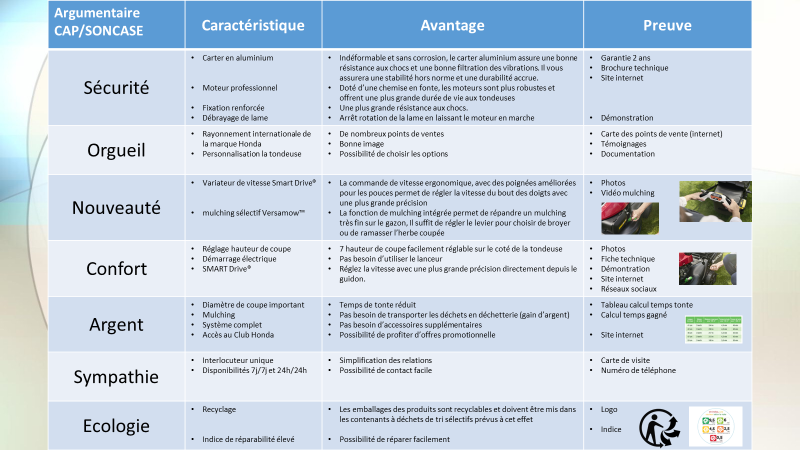 Argumentaire
CAP/SONCASE
Caractéristique
Avantage
Preuve
Sécurité
• Carter en aluminium
• Moteur professionnel
• Fixation renforcée
• Débrayage de lame
• Indéformable et sans corrosion, le carter aluminium assure une bonne
résistance aux chocs et une bonne filtration des vibrations. Il vous
assurera une stabilité hors norme et une durabilité accrue.
• Doté d'une chemise en fonte, les moteurs sont plus robustes et
offrent une plus grande durée de vie aux tondeuses
• Une plus grande résistance aux chocs.
• Arrêt rotation de la lame en laissant le moteur en marche
• Garantie 2 ans
• Brochure technique
• Site internet
• Démonstration
Orgueil
• Rayonnement internationale de
la marque Honda
• Personnalisation la tondeuse
• De nombreux points de ventes
• Bonne image
• Possibilité de choisir les options
• Carte des points de vente (internet)
• Témoignages
• Documentation
Nouveauté
• Variateur de vitesse Smart Drive®
• mulching sélectif Versamow™
• La commande de vitesse ergonomique, avec des poignées améliorées
pour les pouces permet de régler la vitesse du bout des doigts avec
une plus grande précision
• La fonction de mulching intégrée permet de répandre un mulching
très fin sur le gazon, Il suffit de régler le levier pour choisir de broyer
ou de ramasser l'herbe coupée
• Photos
• Vidéo mulching
Confort
• Réglage hauteur de coupe
• Démarrage électrique
• SMART Drive®
• 7 hauteur de coupe facilement réglable sur le coté de la tondeuse
• Pas besoin d'utiliser le lanceur
• Réglez la vitesse avec une plus grande précision directement depuis le
guidon.
• Photos
• Fiche technique
• Démontration
• Site internet
• Réseaux sociaux
Argent
• Diamètre de coupe important
• Mulching
• Système complet
• Accès au Club Honda
• Temps de tonte réduit
• Pas besoin de transporter les déchets en déchetterie (gain d'argent)
• Pas besoin d'accessoires supplémentaires
• Possibilité de profiter d'offres promotionnelle
• Tableau calcul temps tonte
• Calcul temps gagné
• Site internet
Sympathie
• Interlocuteur unique
• Disponibilités 7j/7j et 24h/24h
• Simplification des relations
• Possibilité de contact facile
• Carte de visite
• Numéro de téléphone
Ecologie
• Recyclage
• Indice de réparabilité élevé
• Les emballages des produits sont recyclables et doivent être mis dans
les contenants à déchets de tri sélectifs prévus à cet effet
• Possibilité de réparer facilement
• Logo
• Indice